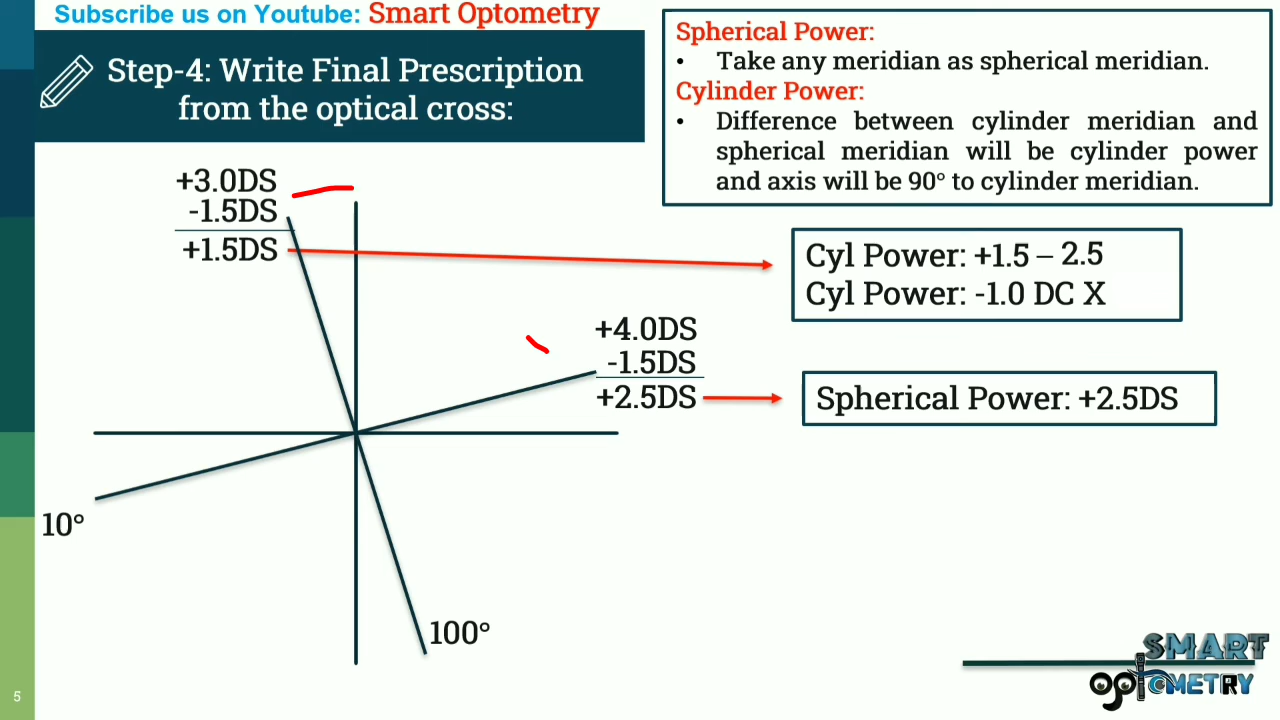 Subscribe us on Youtube: Smart Optometry
Step-4: Write Final Prescription
from the optical cross:
Spherical Power:
• Take any meridian as spherical meridian.
Cylinder Power:
• Difference between cylinder meridian and
spherical meridian will be cylinder power
and axis will be 90° to cylinder meridian.
+3.0DS
-1.5DS
+1.5DS
Cyl Power: +1.5 – 2.5
Cyl Power: -1.0 DC X
+4.0DS
-1.5DS
+2.5DS
Spherical Power: +2.5DS
10°
100°
SMART
optOMETRY
5